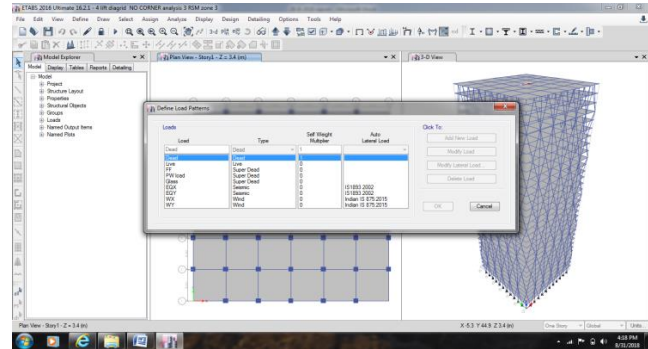 ETABS 2016 Ultimate 16.2.1 - A lift diagrid NO CORNER analysis 3 RSM zone 3
File Edit View Define Draw Select Assign Analyze Display Design Detailing Options Tools Help
Model Explorer
Plan View - Story1 - Z = 3.4 (m)
3-D View
Model Display Tables Reports Detailing
Model
Project
Structure Layout
Properties
Structural Objects
Groups
Loads
Named Output Items
Named Plots
Define Load Patterns
Loads
Click To:
Load Type Self Weight Multiplier Auto Lateral Load
Dead Dead 1
Dead Dead 1
Live Live 0
FF Super Dead 0
PW load Super Dead 0
Glass Super Dead 0
EQX Seismic 0 IS1893 2002
EQY Seismic 0 IS1893 2002
WX Wind 0 Indian IS 875:2015
WY Wind 0 Indian IS 875:2015
Add New Load
Modify Load
Modify Lateral Load...
Delete Load
OK Cancel
Plan View - Story1 - Z = 3.4 (m)
X -5.3 Y 44.9 Z 3.4 (m)
One Story Global Units...
4:18 PM
8/31/2018